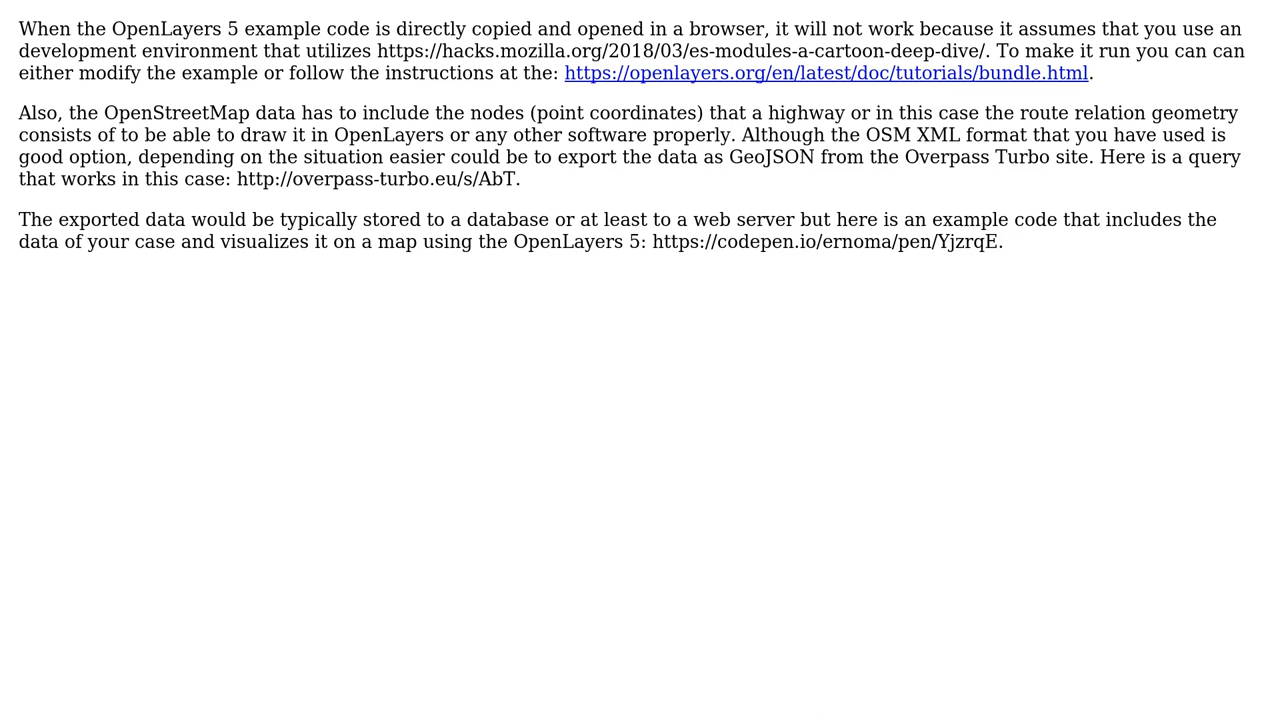 When the OpenLayers 5 example code is directly copied and opened in a browser, it will not work because it assumes that you use an
development environment that utilizes https://hacks.mozilla.org/2018/03/es-modules-a-cartoon-deep-dive/. To make it run you can can
either modify the example or follow the instructions at the: https://openlayers.org/en/latest/doc/tutorials/bundle.html.
Also, the OpenStreetMap data has to include the nodes (point coordinates) that a highway or in this case the route relation geometry
consists of to be able to draw it in OpenLayers or any other software properly. Although the OSM XML format that you have used is
good option, depending on the situation easier could be to export the data as GeoJSON from the Overpass Turbo site. Here is a query
that works in this case: http://overpass-turbo.eu/s/AbT.
The exported data would be typically stored to a database or at least to a web server but here is an example code that includes the
data of your case and visualizes it on a map using the OpenLayers 5: https://codepen.io/ernoma/pen/YjzrqE.